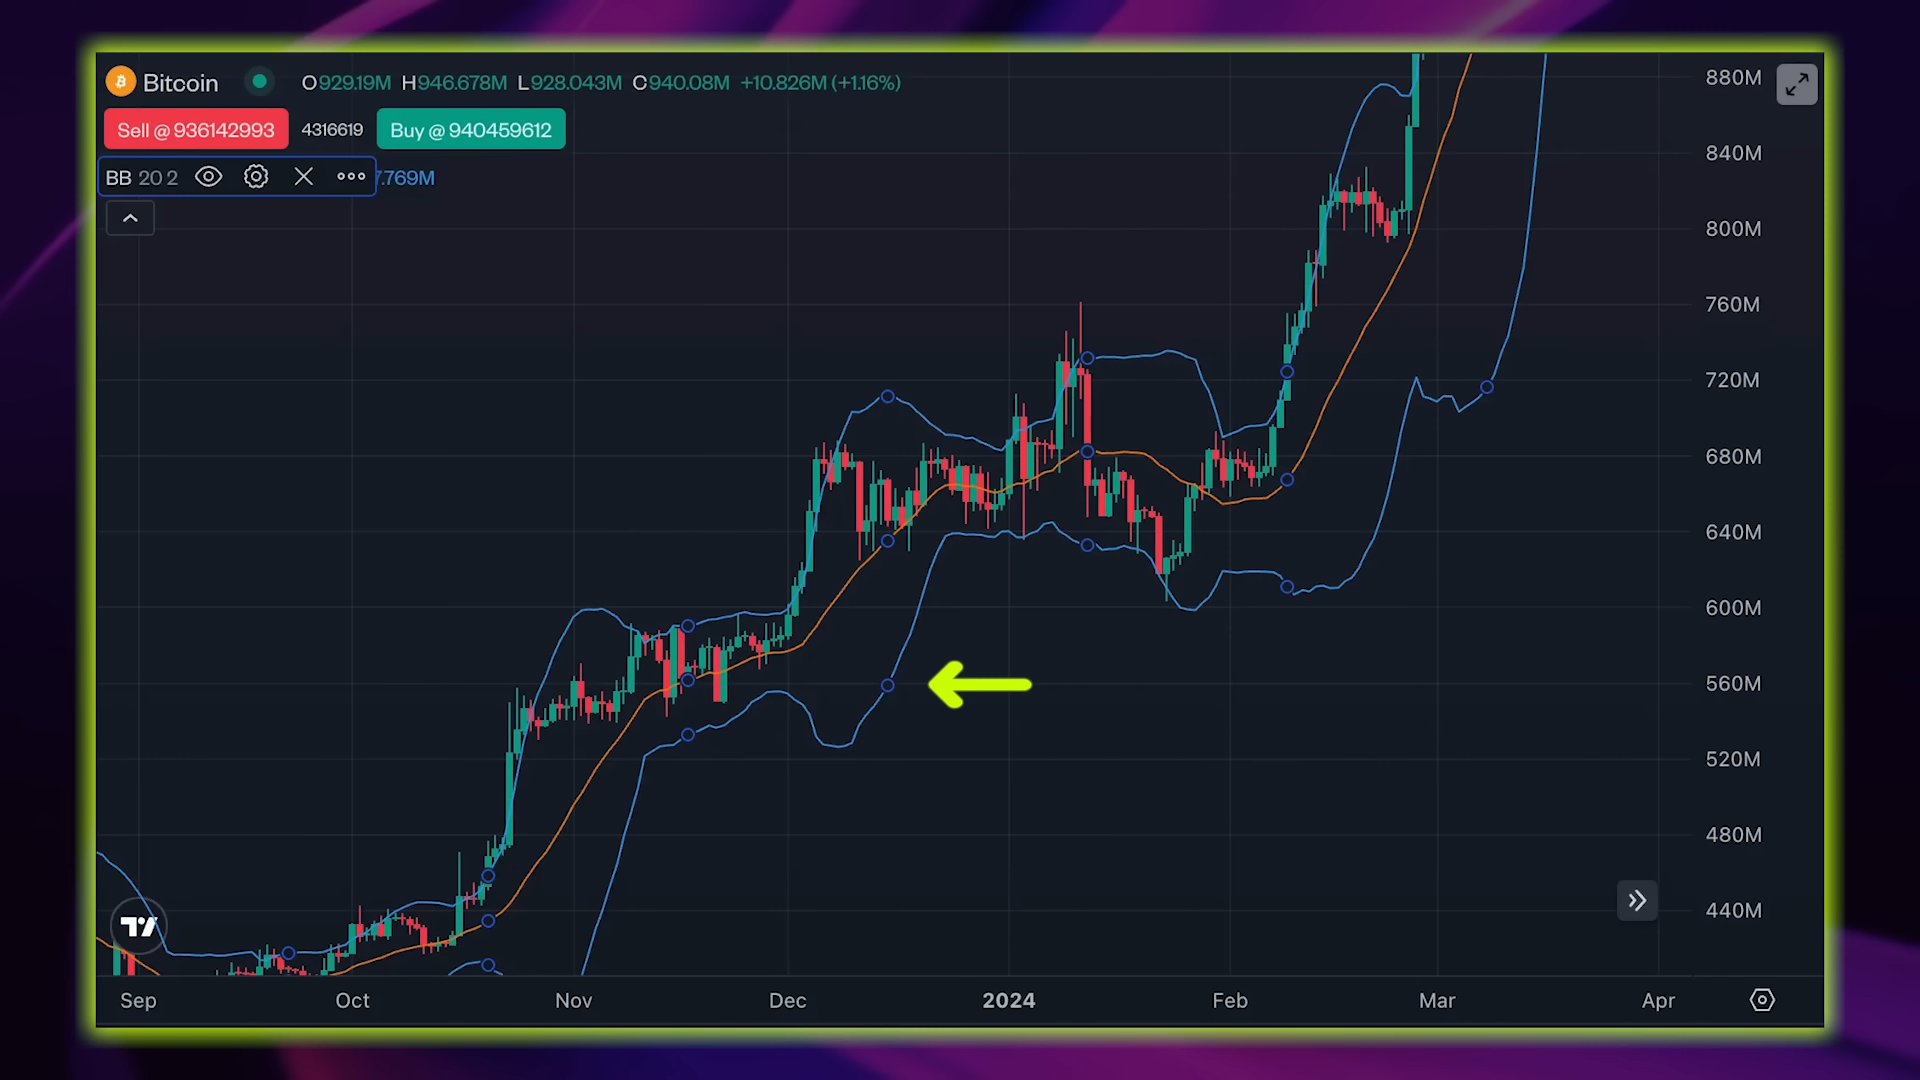 Bitcoin O929.19M H946.678M L928.043M C940.08M +10.826M (+1.16%)
Sell @ 936142993 4316619 Buy @ 940459612
BB 20 2 7.769M
880M
840M
800M
760M
720M
680M
640M
600M
560M
520M
480M
440M
Sep Oct Nov Dec 2024 Feb Mar Apr